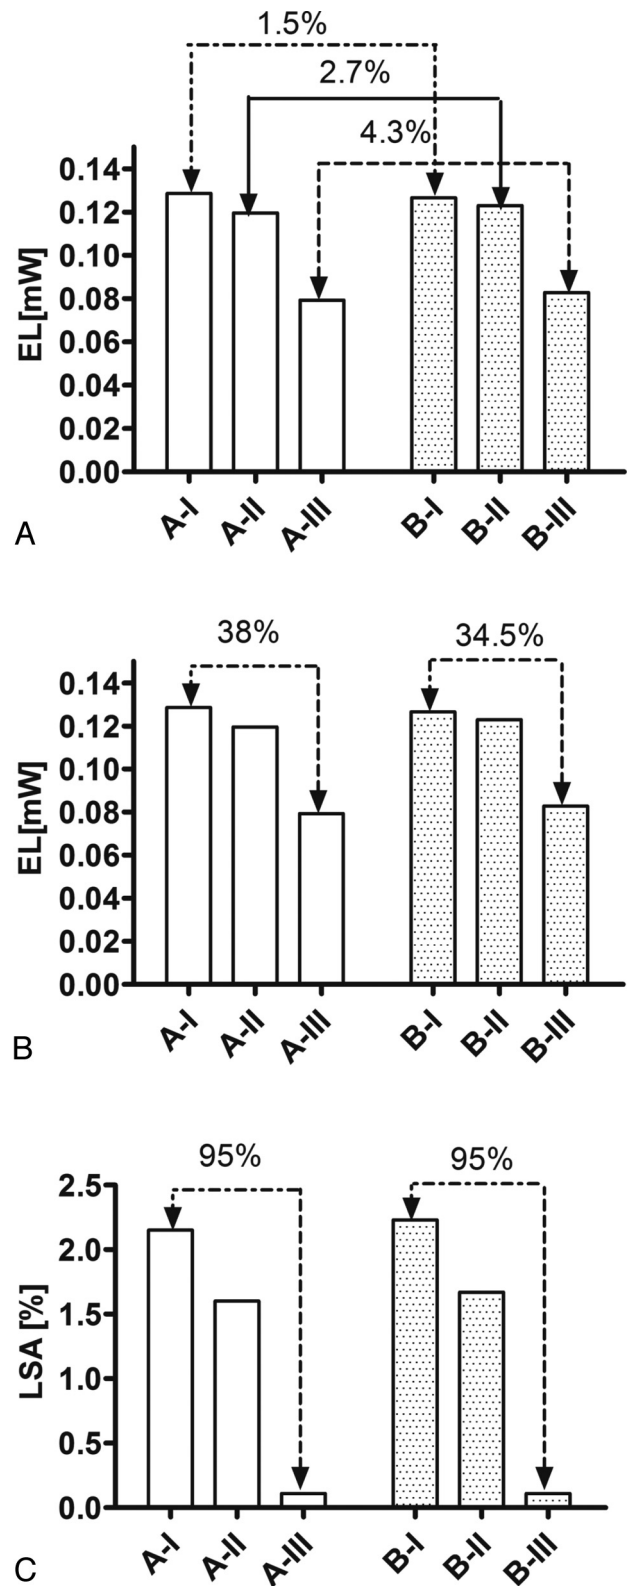 1.5%
2.7%
4.3%
EL[mW]
0.14
0.12
0.10
0.08
0.06
0.04
0.02
0.00
A-I
A-II
A-III
B-I
B-II
B-III
A
38%
34.5%
EL[mW]
0.14
0.12
0.10
0.08
0.06
0.04
0.02
0.00
A-I
A-II
A-III
B-I
B-II
B-III
B
95%
95%
LSA [%]
2.5
2.0
1.5
1.0
0.5
0.0
A-I
A-II
A-III
B-I
B-II
B-III
C